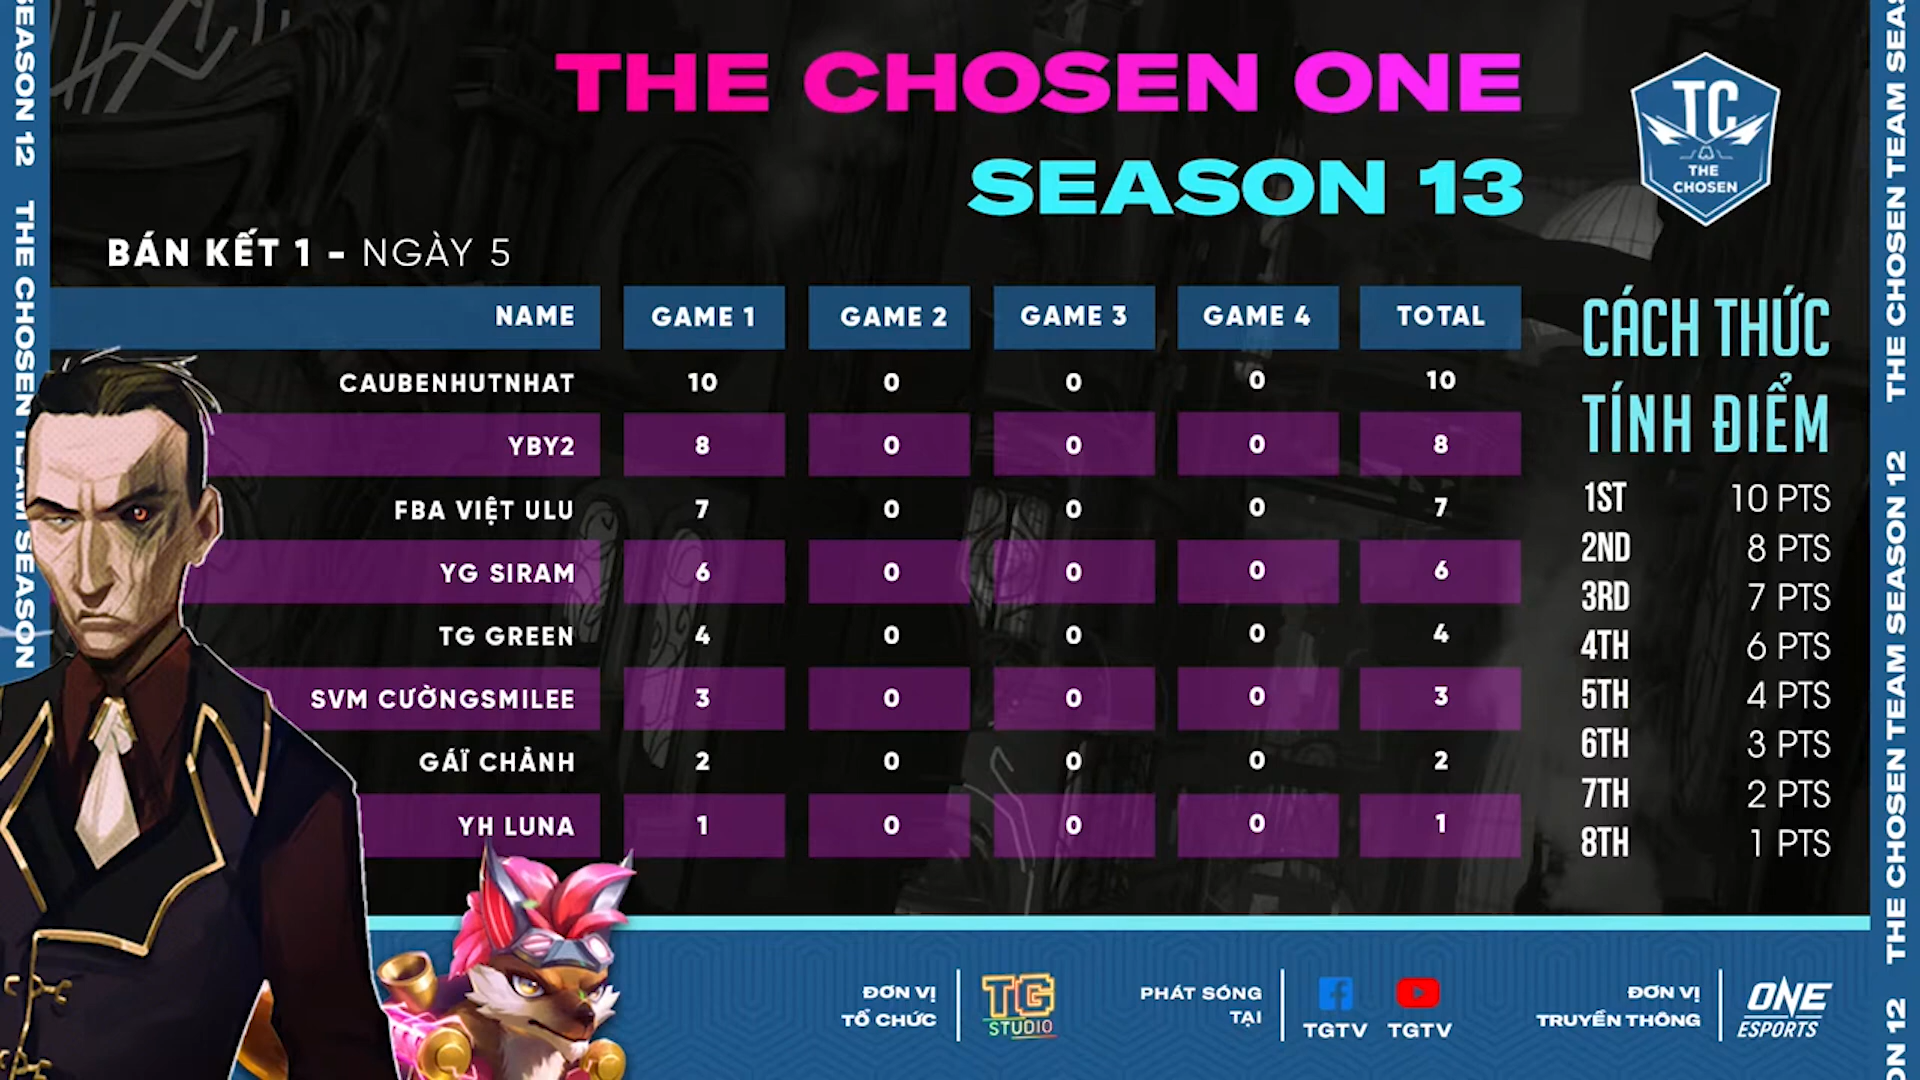 THE CHOSEN ONE
SEASON 13
TC
THE
CHOSEN
BÁN KẾT 1 - NGÀY 5
NAME GAME 1 GAME 2 GAME 3 GAME 4 TOTAL
CAUBENHUTNHAT 10 0 0 0 10
YBY2 8 0 0 0 8
FBA VIỆT ULU 7 0 0 0 7
YG SIRAM 6 0 0 0 6
TG GREEN 4 0 0 0 4
SVM CƯỜNGSMILEE 3 0 0 0 3
GÁÏ CHẢNH 2 0 0 0 2
YH LUNA 1 0 0 0 1
CÁCH THỨC
TÍNH ĐIỂM
1ST 10 PTS
2ND 8 PTS
3RD 7 PTS
4TH 6 PTS
5TH 4 PTS
6TH 3 PTS
7TH 2 PTS
8TH 1 PTS
ĐƠN VỊ
TỔ CHỨC
TG
STUDIO
PHÁT SÓNG
TẠI
TGTV TGTV
ĐƠN VỊ
TRUYỀN THÔNG
ONE
ESPORTS
SEASON 12 THE CHOSEN TEAM SEASON
THE CHOSEN TEAM SEAS
THE CHOSEN TEAM SEASON 12
ON 12